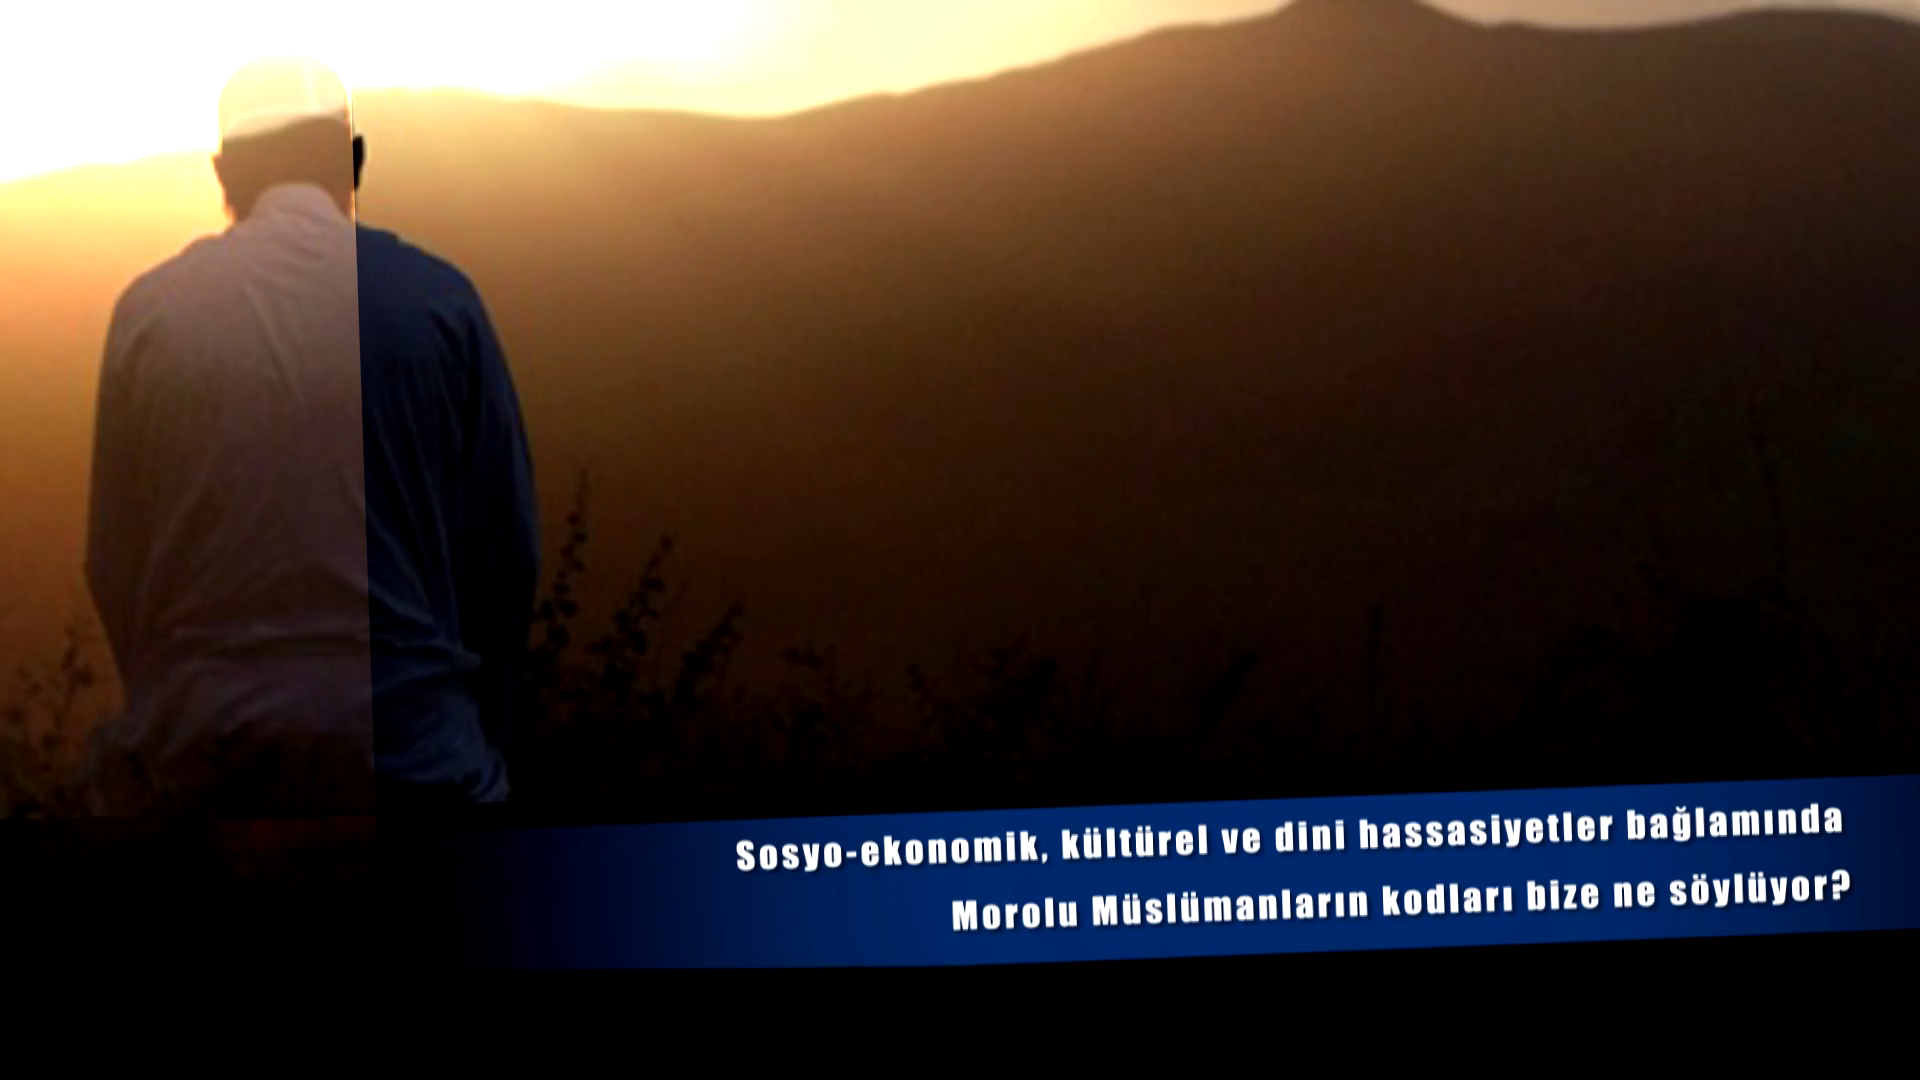 Sosyo-ekonomik, kültürel ve dini hassasiyetler bağlamında
Morolu Müslümanların kodları bize ne söylüyor?